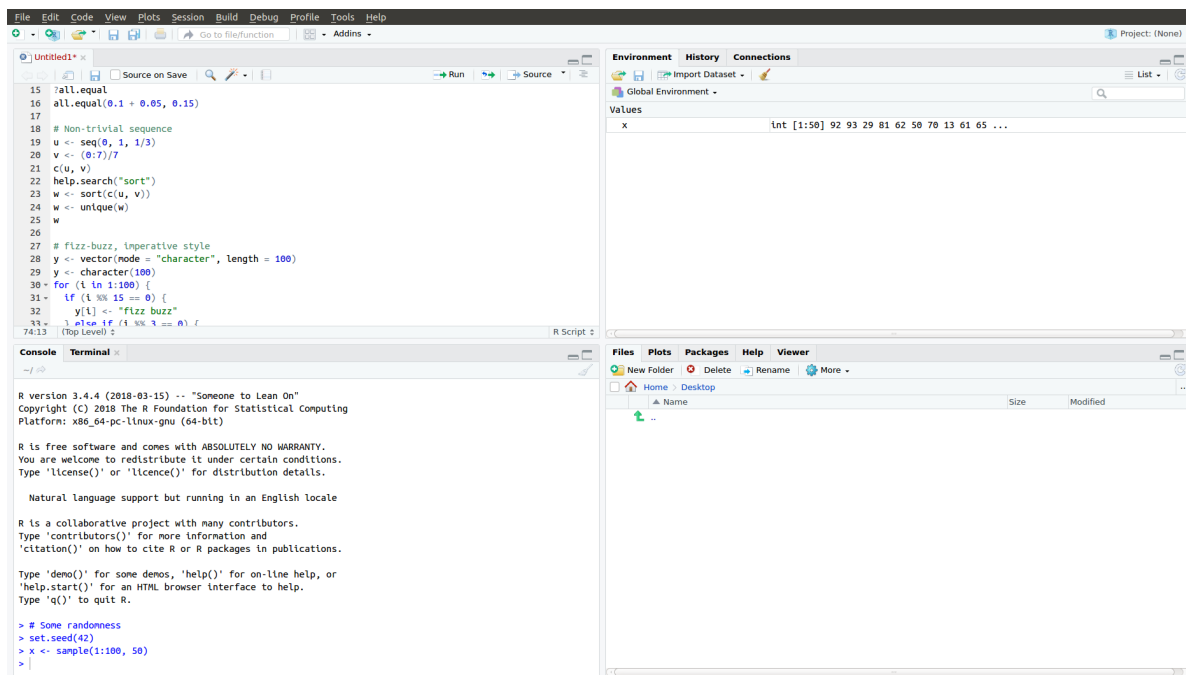 File Edit Code View Plots Session Build Debug Profile Tools Help
Go to file/function Addins Project: (None)
Untitled1*
Source on Save Run Source
15 ?all.equal
16 all.equal(0.1 + 0.05, 0.15)
17
18 # Non-trivial sequence
19 u <- seq(0, 1, 1/3)
20 v <- (0:7)/7
21 c(u, v)
22 help.search("sort")
23 w <- sort(c(u, v))
24 w <- unique(w)
25 w
26
27 # fizz-buzz, imperative style
28 y <- vector(mode = "character", length = 100)
29 y <- character(100)
30 for (i in 1:100) {
31 if (i %% 15 == 0) {
32 y[i] <- "fizz buzz"
33 } else if (i %% 3 == 0) {
74:13 (Top Level) R Script
Console Terminal
~/
R version 3.4.4 (2018-03-15) -- "Someone to Lean On"
Copyright (C) 2018 The R Foundation for Statistical Computing
Platform: x86_64-pc-linux-gnu (64-bit)
R is free software and comes with ABSOLUTELY NO WARRANTY.
You are welcome to redistribute it under certain conditions.
Type 'license()' or 'licence()' for distribution details.
Natural language support but running in an English locale
R is a collaborative project with many contributors.
Type 'contributors()' for more information and
'citation()' on how to cite R or R packages in publications.
Type 'demo()' for some demos, 'help()' for on-line help, or
'help.start()' for an HTML browser interface to help.
Type 'q()' to quit R.
> # Some randomness
> set.seed(42)
> x <- sample(1:100, 50)
>
Environment History Connections
Import Dataset List
Global Environment
Values
x int [1:50] 92 93 29 81 62 50 70 13 61 65 ...
Files Plots Packages Help Viewer
New Folder Delete Rename More
Home Desktop ..
Name Size Modified
..